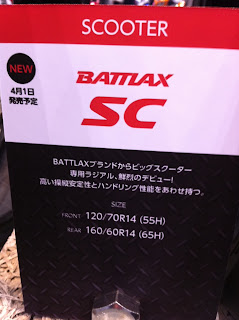 SCOOTER
NEW
4月1日
発売予定
BATTLAX
SC
BATTLAXブランドからビッグスクーター
専用ラジアル、鮮烈のデビュー!
高い操縦安定性とハンドリング性能をあわせ持つ。
SIZE
FRONT 120/70R14 (55H)
REAR 160/60R14 (65H)